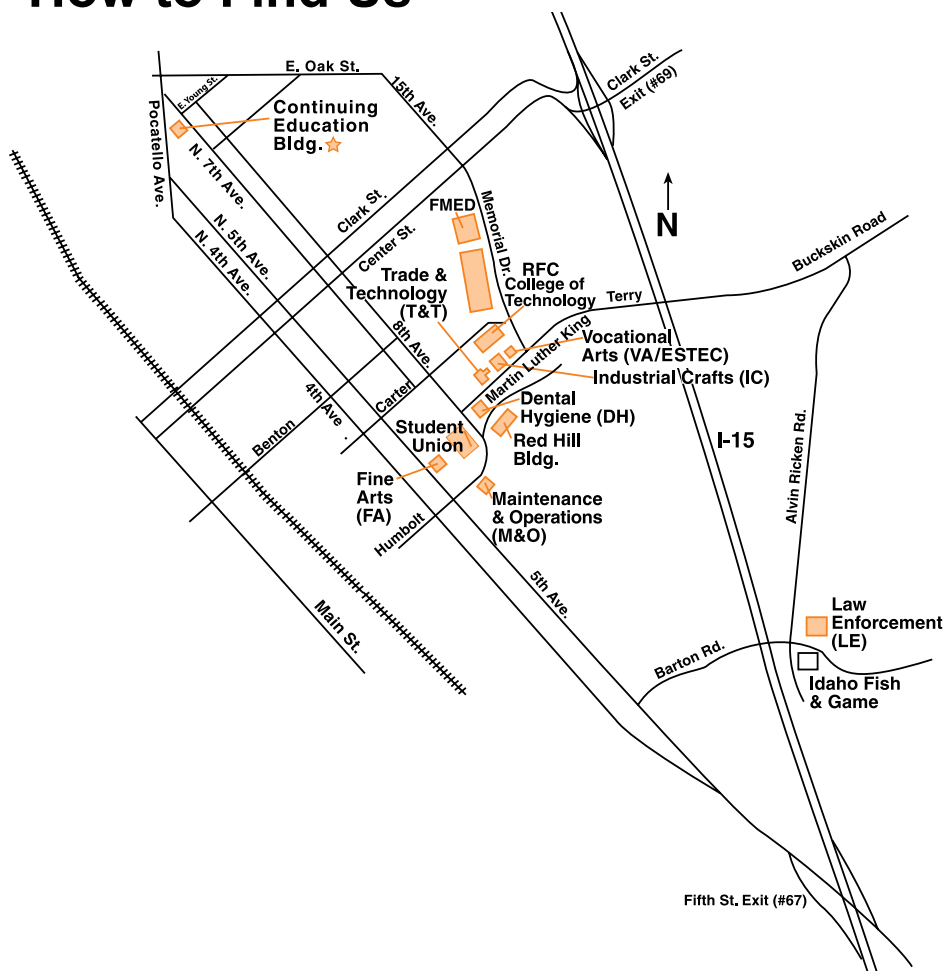 How to Find Us
E. Oak St.
E. Young St.
15th Ave.
Clark St.
Exit (#69)
Pocatello Ave.
Continuing
Education
Bldg.
N. 7th Ave.
Clark St.
FMED
Memorial Dr.
N
N. 5th Ave.
N. 4th Ave.
Center St.
Buckskin Road
Trade &
Technology
(T&T)
RFC
College of
Technology
Terry
8th Ave.
Martin Luther King
Vocational
Arts (VA/ESTEC)
Industrial Crafts (IC)
4th Ave.
Carter
Dental
Hygiene (DH)
Benton
Student
Union
Red Hill
Bldg.
I-15
Alvin Ricken Rd.
Fine
Arts
(FA)
Humbolt
Maintenance
& Operations
(M&O)
5th Ave.
Main St.
Law
Enforcement
(LE)
Barton Rd.
Idaho Fish
& Game
Fifth St. Exit (#67)